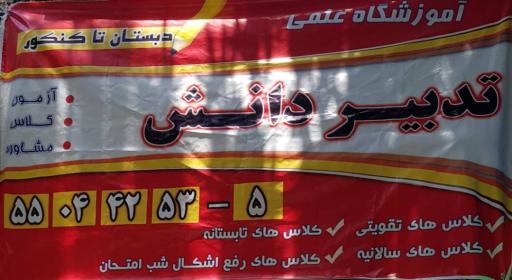 آموزشگاه علمی
دبستان تا کنکور
تدبیر دانش
آزمون
کلاس
مشاوره
۵۵ ۰۴ ۴۲ ۵۳ - ۵
کلاس های تقویتی
کلاس های تابستانه
کلاس های سالانیه
کلاس های رفع اشکال شب امتحان